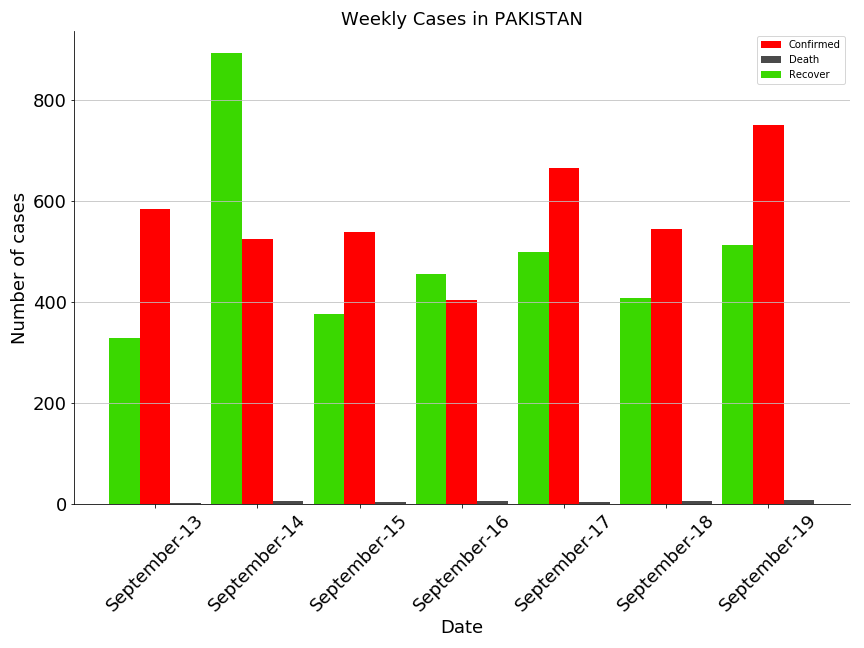 Weekly Cases in PAKISTAN
Confirmed
Death
Recover
Number of cases
800
600
400
200
0
September-13
September-14
September-15
September-16
September-17
September-18
September-19
Date